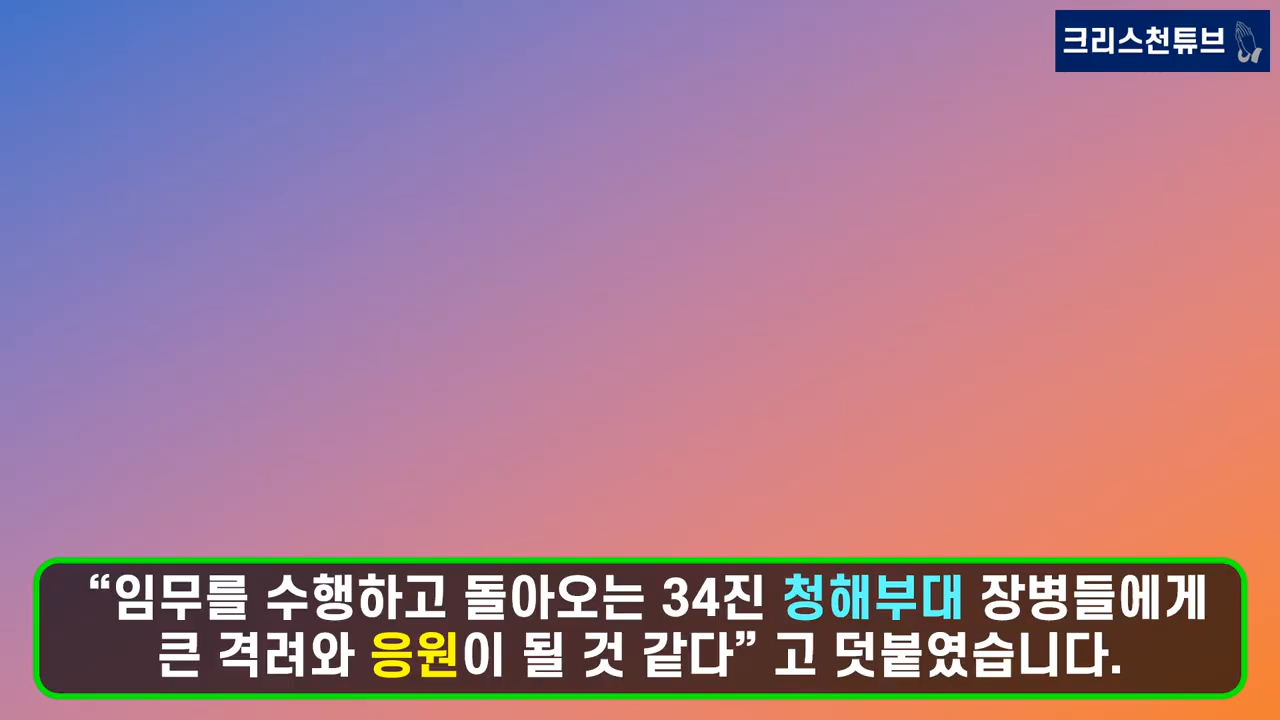 크리스천튜브
“임무를 수행하고 돌아오는 34진 청해부대 장병들에게
큰 격려와 응원이 될 것 같다” 고 덧붙였습니다.